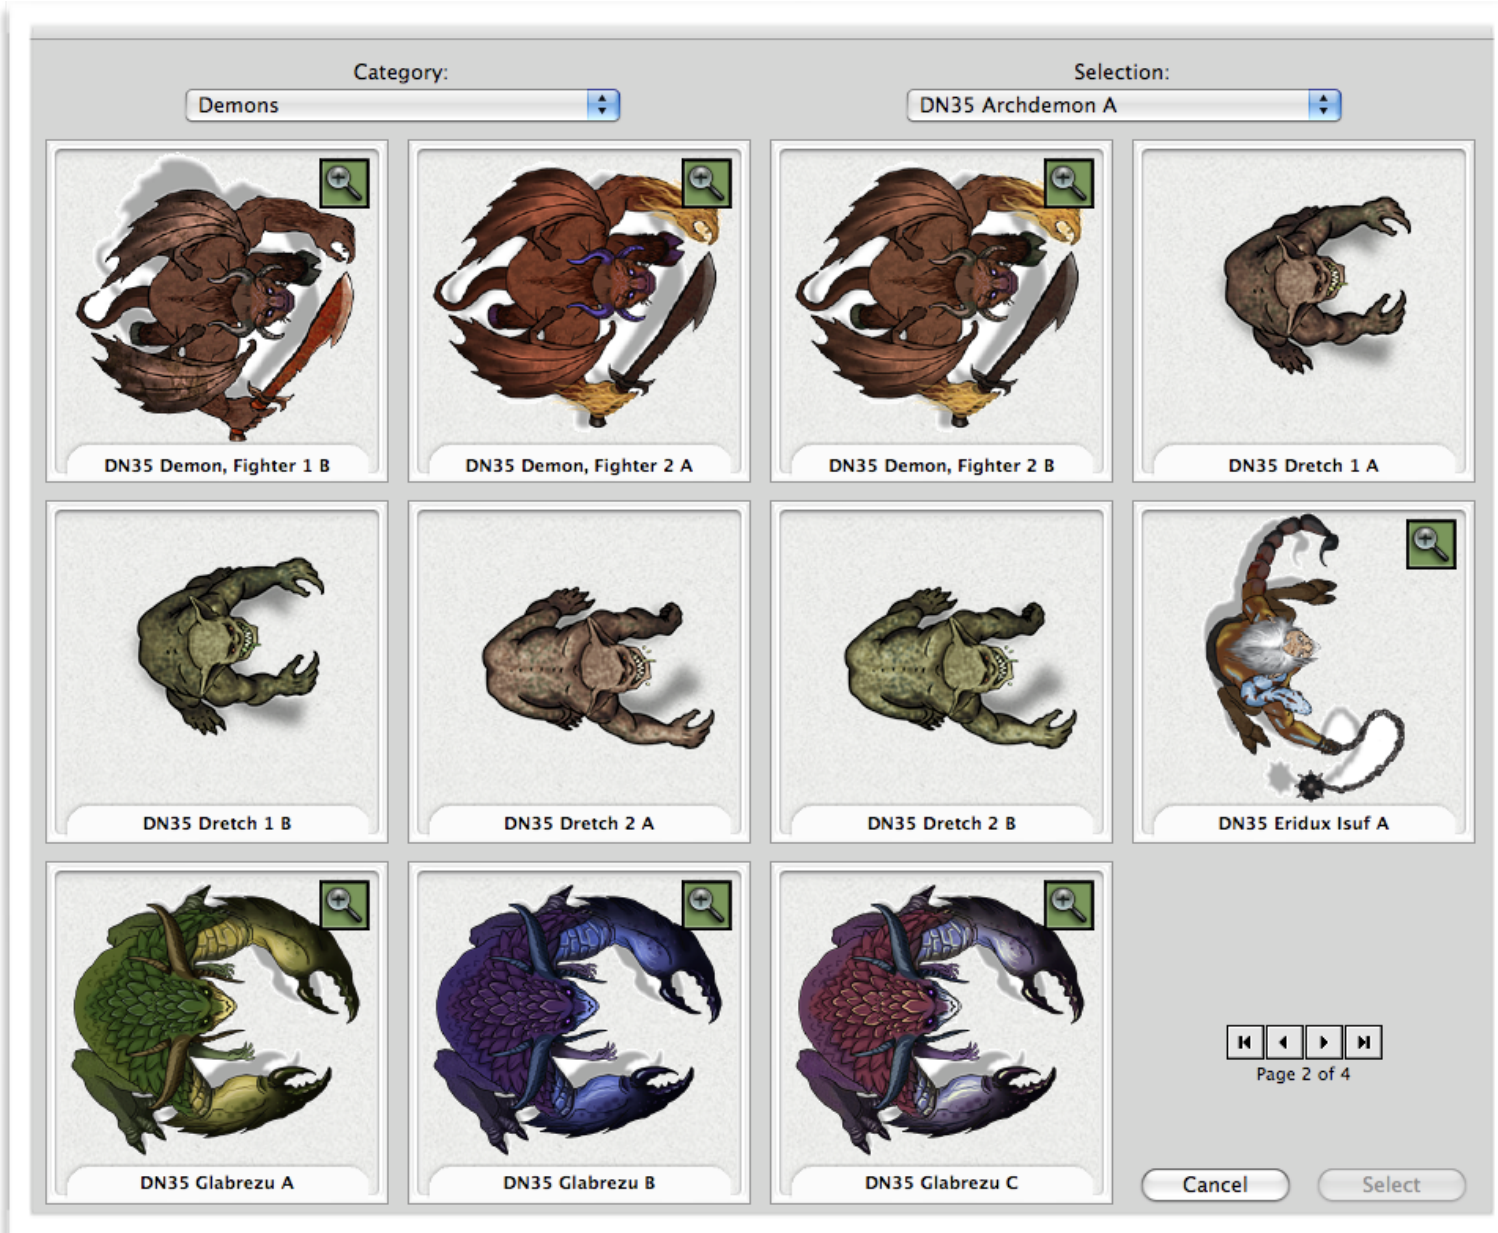 Category:
Selection:
Demons
DN35 Archdemon A
DN35 Demon, Fighter 1 B
DN35 Demon, Fighter 2 A
DN35 Demon, Fighter 2 B
DN35 Dretch 1 A
DN35 Dretch 1 B
DN35 Dretch 2 A
DN35 Dretch 2 B
DN35 Eridux Isuf A
DN35 Glabrezu A
DN35 Glabrezu B
DN35 Glabrezu C
Page 2 of 4
Cancel
Select